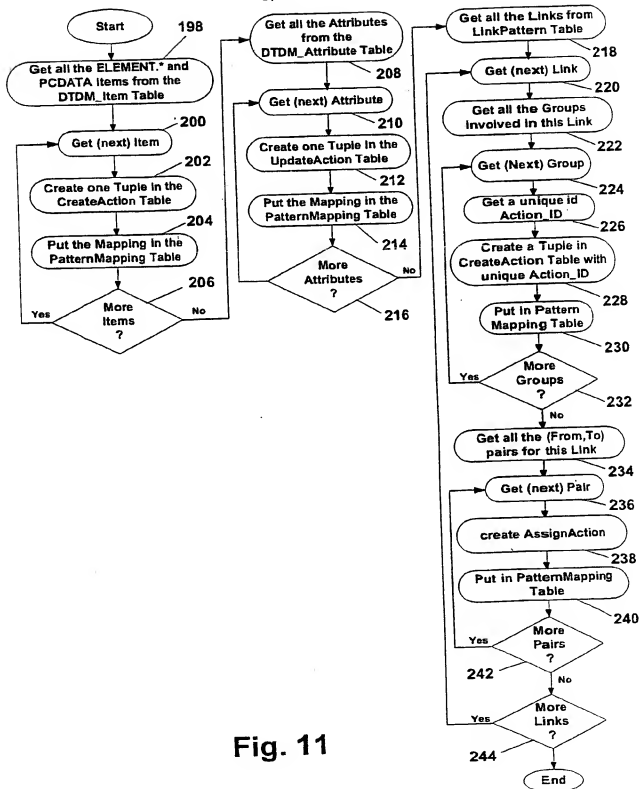 Start
198
Get all the ELEMENT.* and
PCDATA Items from the
DTDM_Item Table
200
Get (next) Item
202
Create one Tuple in the
CreateAction Table
204
Put the Mapping in the
PatternMapping Table
206
More
Items
?
Yes
No
Get all the Attributes
from the
DTDM_Attribute Table
208
Get (next) Attribute
210
Create one Tuple in the
UpdateAction Table
212
Put the Mapping in the
PatternMapping Table
214
More
Attributes
?
No
216
Get all the Links from
LinkPattern Table
218
Get (next) Link
220
Get all the Groups
involved in this Link
222
Get (Next) Group
224
Get a unique id
Action_ID
226
Create a Tuple in
CreateAction Table with
unique Action_ID
228
Put in Pattern
Mapping Table
230
More
Groups
?
Yes
232
No
Get all the (From,To)
pairs for this Link
234
Get (next) Pair
236
create AssignAction
238
Put in PatternMapping
Table
240
More
Pairs
?
Yes
242
No
More
Links
?
Yes
244
End
Fig. 11